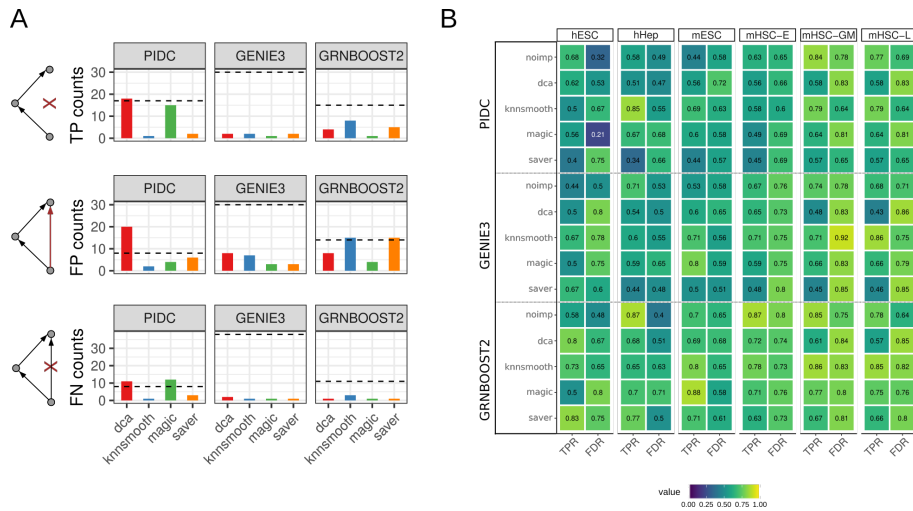 A
PIDC GENIE3 GRNBOOST2
TP counts
30
20
10
0
PIDC GENIE3 GRNBOOST2
FP counts
30
20
10
0
PIDC GENIE3 GRNBOOST2
FN counts
30
20
10
0
dca knnsmooth magic saver dca knnsmooth magic saver dca knnsmooth magic saver
B
hESC hHep mESC mHSC−E mHSC−GM mHSC−L
PIDC
noimp 0.68 0.32 0.58 0.49 0.44 0.58 0.63 0.65 0.84 0.78 0.77 0.69
dca 0.62 0.53 0.51 0.47 0.56 0.72 0.56 0.66 0.58 0.83 0.58 0.83
knnsmooth 0.5 0.67 0.85 0.55 0.69 0.63 0.58 0.6 0.79 0.64 0.79 0.64
magic 0.56 0.21 0.67 0.68 0.6 0.58 0.49 0.69 0.64 0.81 0.64 0.81
saver 0.4 0.75 0.34 0.66 0.44 0.57 0.45 0.69 0.57 0.65 0.57 0.65
GENIE3
noimp 0.44 0.5 0.71 0.53 0.53 0.58 0.67 0.76 0.74 0.78 0.68 0.71
dca 0.5 0.8 0.54 0.5 0.6 0.6 0.65 0.73 0.48 0.83 0.43 0.86
knnsmooth 0.67 0.78 0.6 0.55 0.71 0.56 0.71 0.71 0.71 0.92 0.86 0.75
magic 0.5 0.75 0.59 0.65 0.8 0.59 0.58 0.8 0.66 0.83 0.66 0.79
saver 0.67 0.6 0.44 0.48 0.5 0.51 0.48 0.8 0.45 0.85 0.46 0.85
GRNBOOST2
noimp 0.58 0.48 0.87 0.4 0.7 0.65 0.87 0.8 0.85 0.75 0.78 0.64
dca 0.8 0.67 0.68 0.51 0.69 0.68 0.71 0.72 0.61 0.84 0.57 0.85
knnsmooth 0.73 0.65 0.65 0.63 0.8 0.65 0.78 0.73 0.86 0.83 0.85 0.82
magic 0.5 0.8 0.71 0.64 0.88 0.58 0.71 0.76 0.77 0.8 0.76 0.75
saver 0.83 0.75 0.77 0.5 0.71 0.56 0.63 0.73 0.67 0.81 0.66 0.8
TPR FDR TPR FDR TPR FDR TPR FDR TPR FDR TPR FDR
value
0.00 0.25 0.50 0.75 1.00